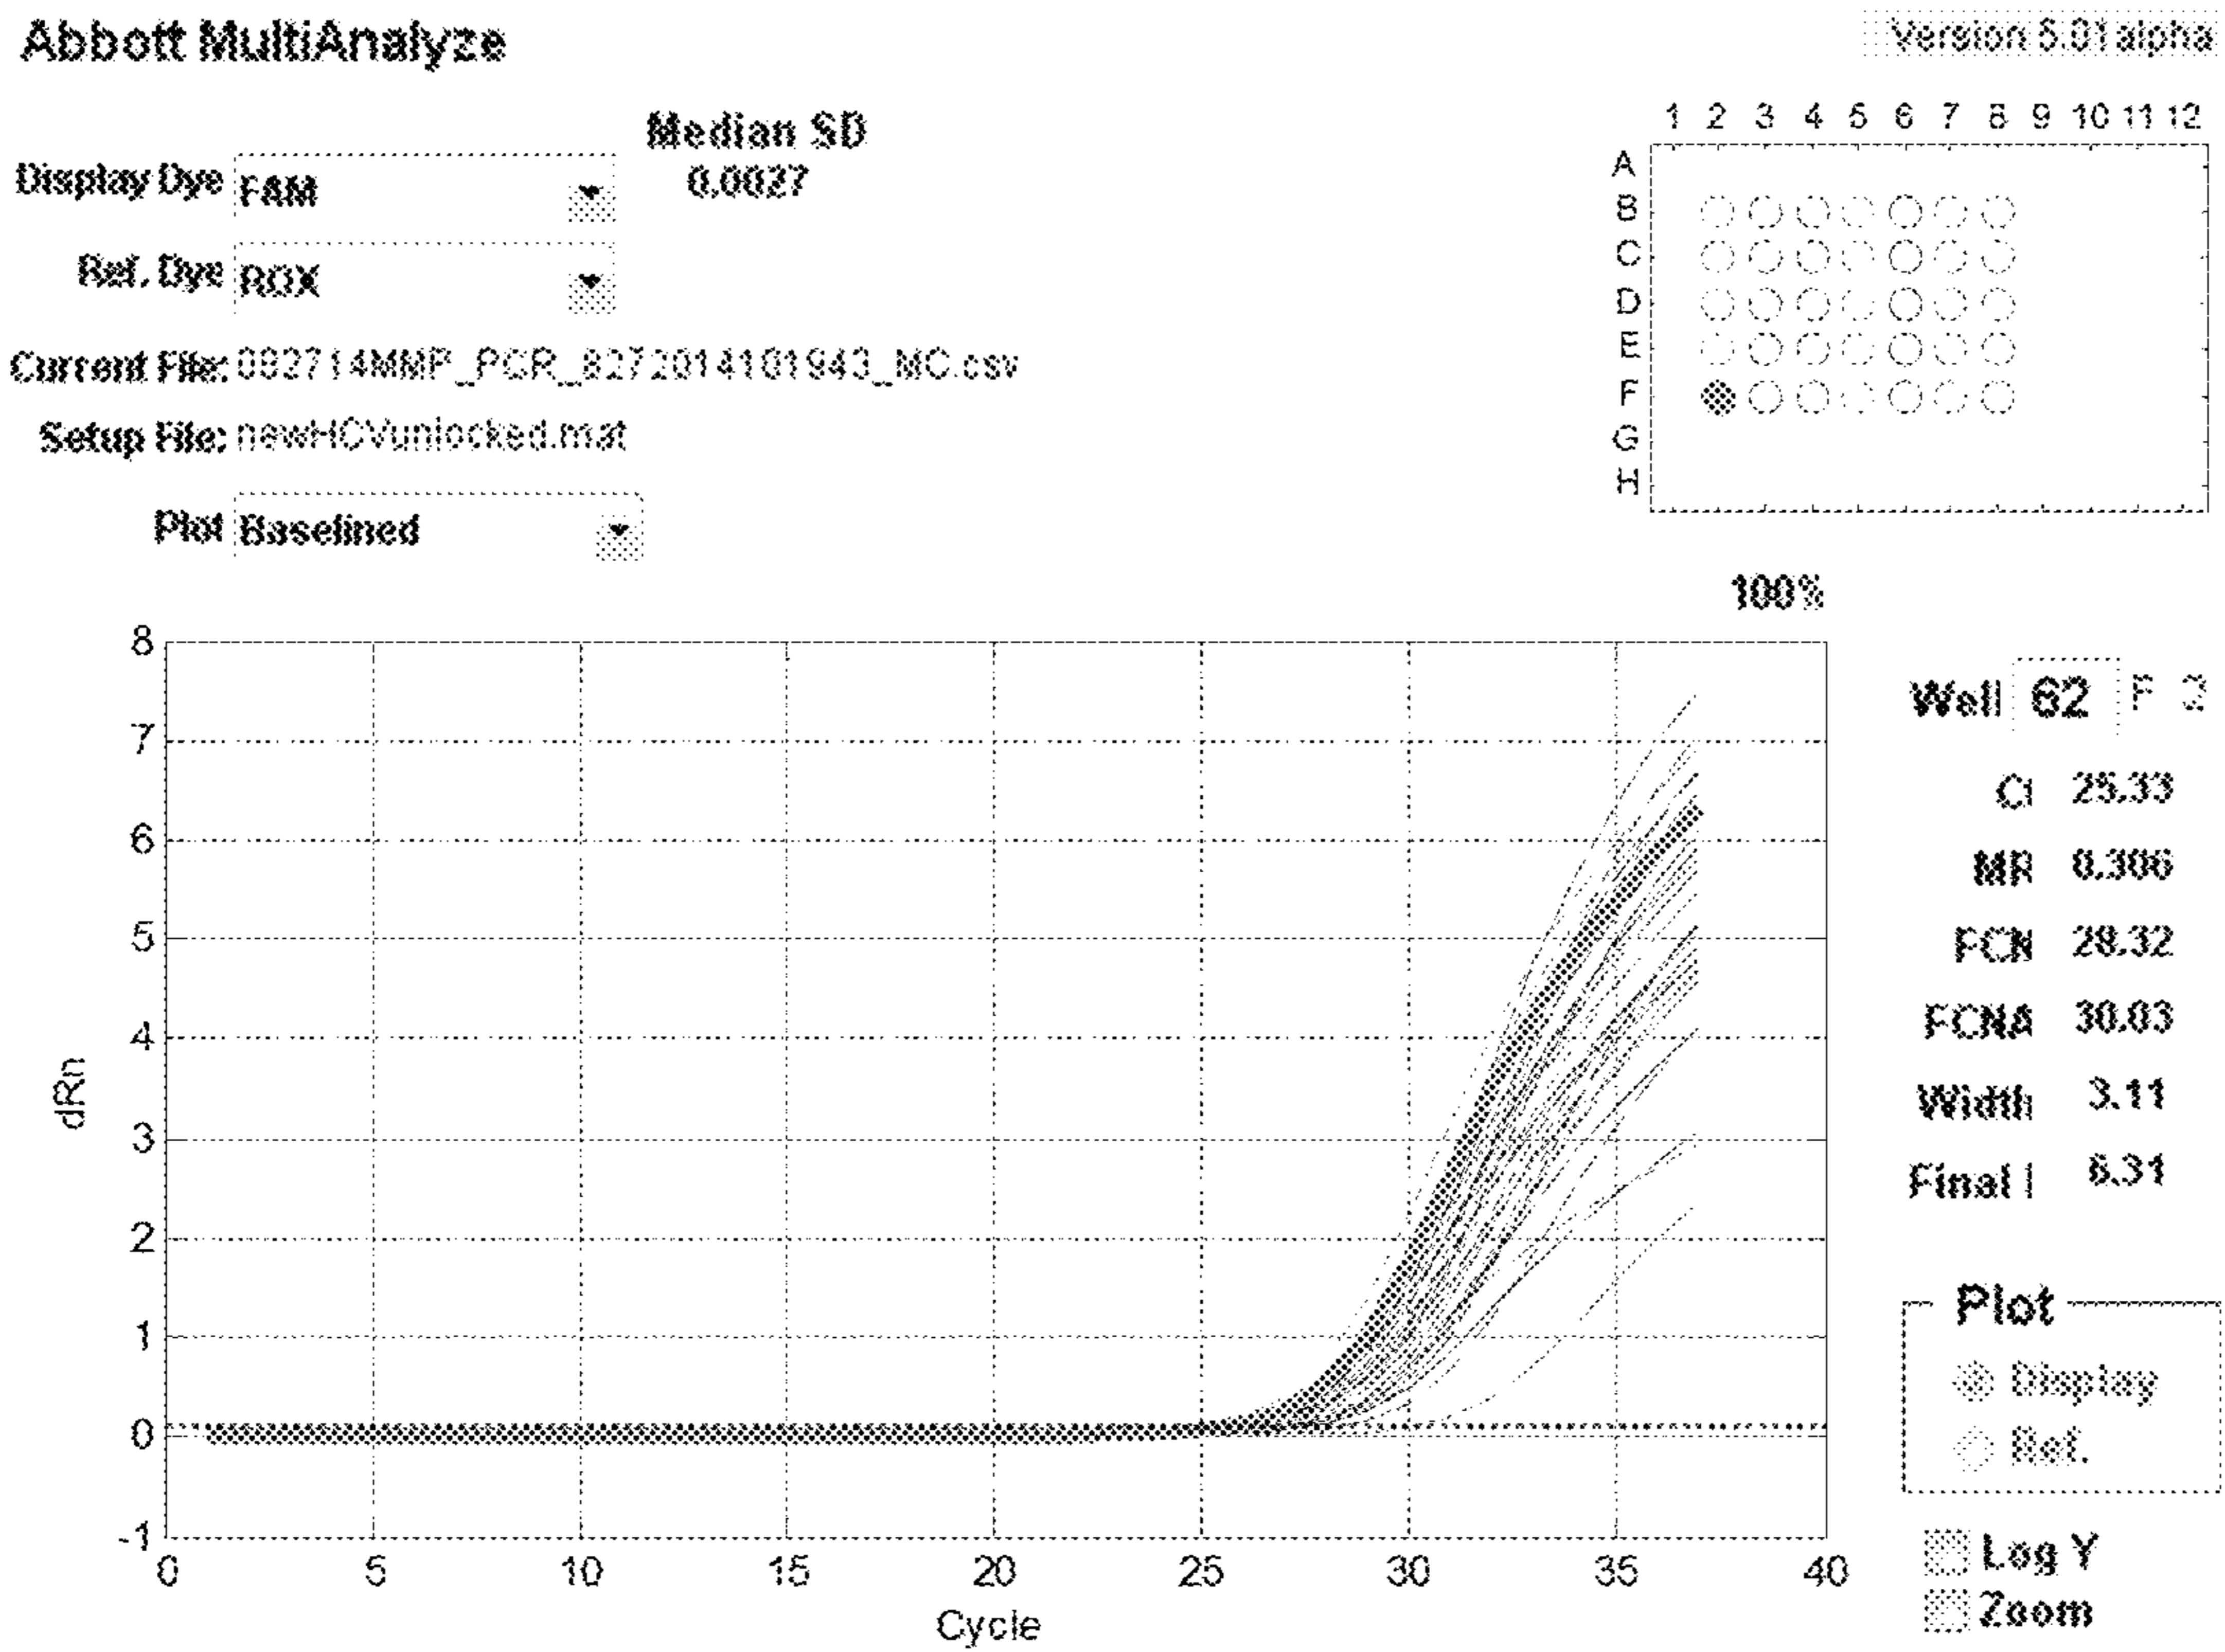 Abbott MultiAnalyze
Version 5.01alpha
Median SD
0.0027
Display Dye FAM
Ref. Dye ROX
Current File: 082714MMP_PCR_8272014101943_MC.csv
Setup File: newHCVunlocked.mat
Plot Baselined
1 2 3 4 5 6 7 8 9 10 11 12
A
B
C
D
E
F
G
H
100%
8
7
6
5
4
3
2
1
0
-1
dRn
0 5 10 15 20 25 30 35 40
Cycle
Well 62 F 2
Ct 25.33
MR 0.306
FCN 28.32
FCNA 30.03
Width 3.11
Final I 6.31
Plot
Display
Ref.
Log Y
Zoom